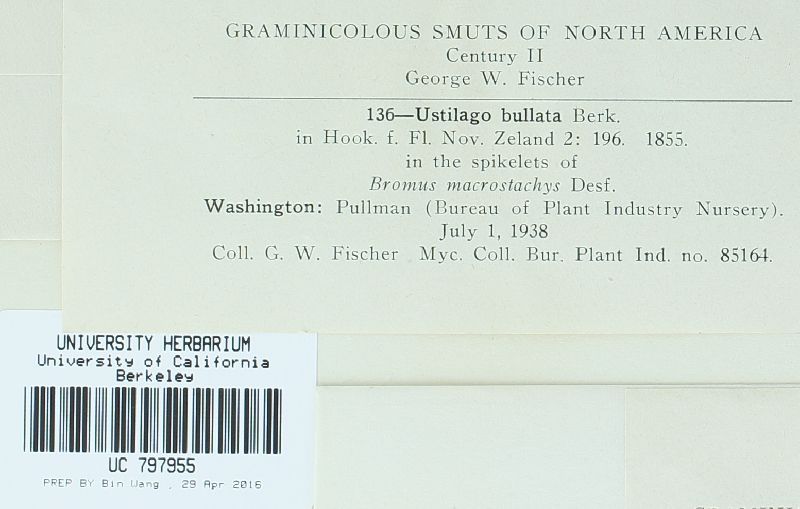 GRAMINICOLOUS SMUTS OF NORTH AMERICA
Century II
George W. Fischer
136—Ustilago bullata Berk.
in Hook. f. Fl. Nov. Zeland 2: 196. 1855.
in the spikelets of
Bromus macrostachys Desf.
Washington: Pullman (Bureau of Plant Industry Nursery).
July 1, 1938
Coll. G. W. Fischer Myc. Coll. Bur. Plant Ind. no. 85164.
UNIVERSITY HERBARIUM
University of California
Berkeley
UC 797955
PREP BY Bin Wang . 29 Apr 2016